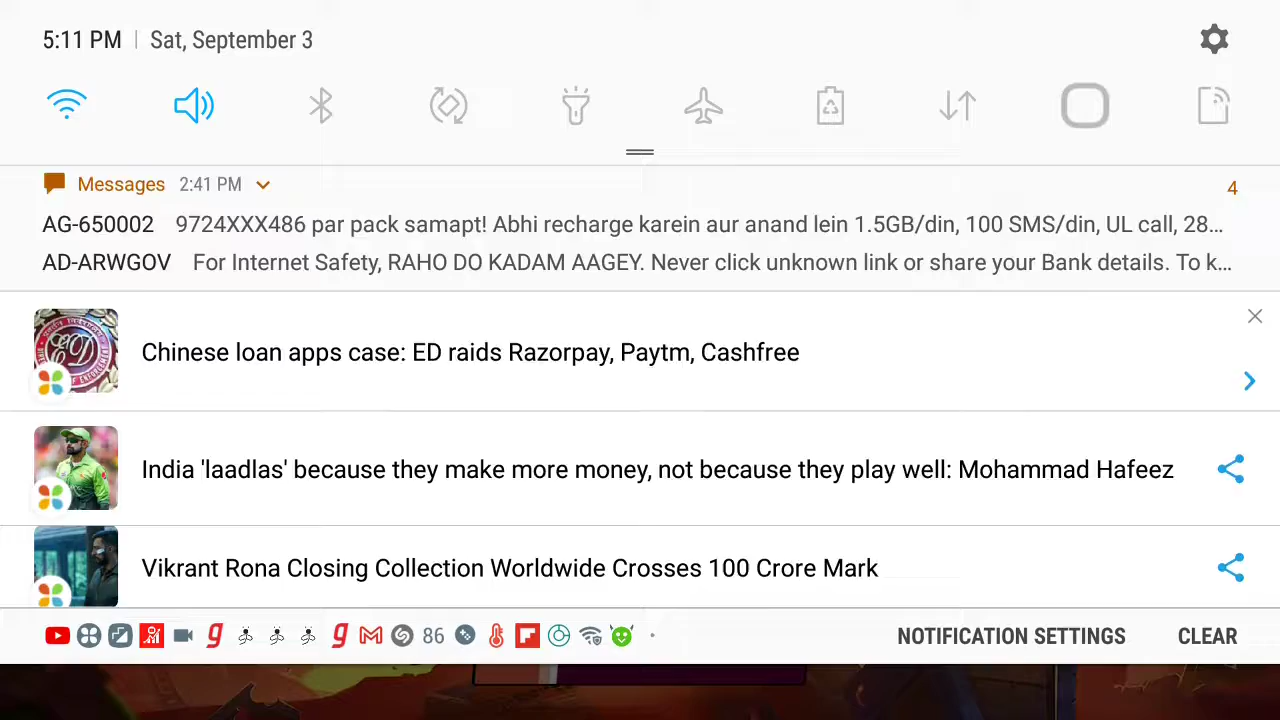 5:11 PM | Sat, September 3
Messages 2:41 PM
4
AG-650002 9724XXX486 par pack samapt! Abhi recharge karein aur anand lein 1.5GB/din, 100 SMS/din, UL call, 28...
AD-ARWGOV For Internet Safety, RAHO DO KADAM AAGEY. Never click unknown link or share your Bank details. To k...
Chinese loan apps case: ED raids Razorpay, Paytm, Cashfree
India 'laadlas' because they make more money, not because they play well: Mohammad Hafeez
Vikrant Rona Closing Collection Worldwide Crosses 100 Crore Mark
86
NOTIFICATION SETTINGS CLEAR